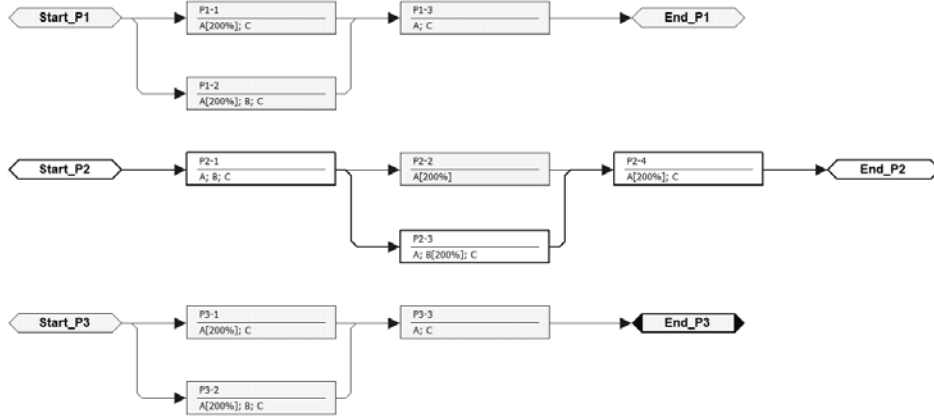 Start_P1
P1-1
A[200%]; C
P1-3
A; C
End_P1
P1-2
A[200%]; B; C
Start_P2
P2-1
A; B; C
P2-2
A[200%]
P2-4
A[200%]; C
End_P2
P2-3
A; B[200%]; C
Start_P3
P3-1
A[200%]; C
P3-3
A; C
End_P3
P3-2
A[200%]; B; C